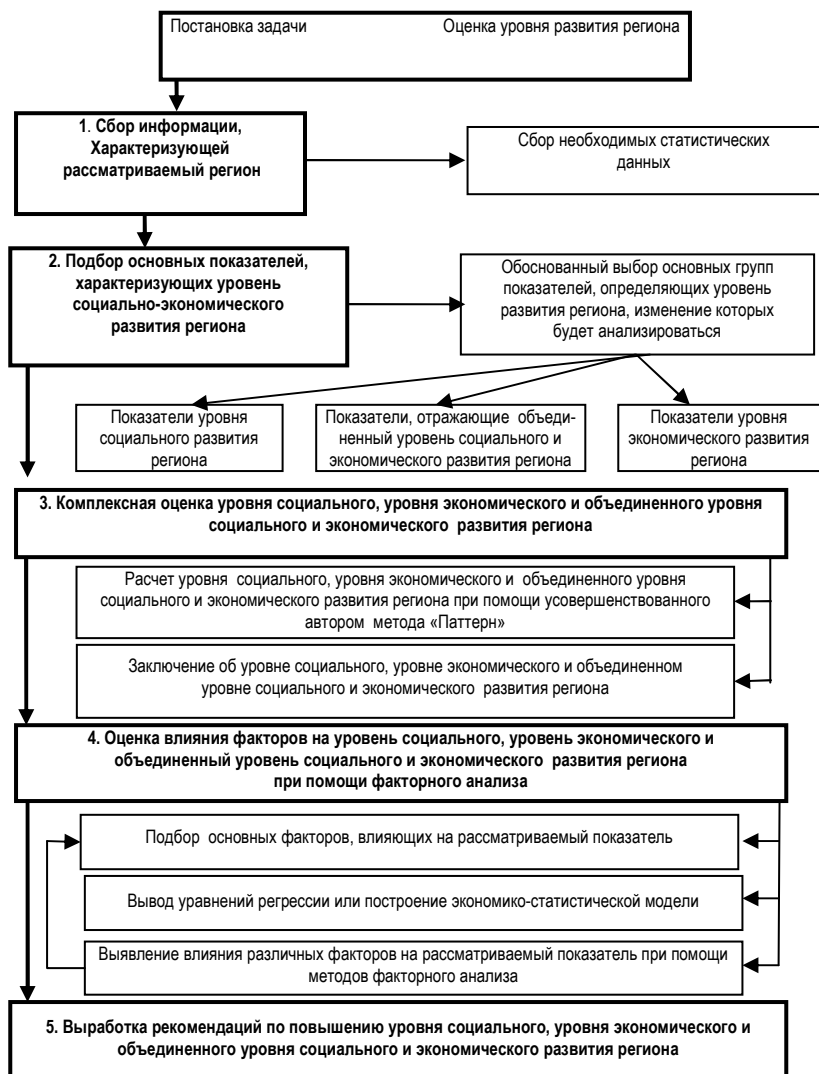 Постановка задачи Оценка уровня развития региона
1. Сбор информации,
Характеризующей
рассматриваемый регион
Сбор необходимых статистических
данных
2. Подбор основных показателей,
характеризующих уровень
социально-экономического
развития региона
Обоснованный выбор основных групп
показателей, определяющих уровень
развития региона, изменение которых
будет анализироваться
Показатели уровня
социального развития
региона
Показатели, отражающие объеди-
ненный уровень социального и
экономического развития региона
Показатели уровня
экономического развития
региона
3. Комплексная оценка уровня социального, уровня экономического и объединенного уровня
социального и экономического развития региона
Расчет уровня социального, уровня экономического и объединенного уровня
социального и экономического развития региона при помощи усовершенствованного
автором метода «Паттерн»
Заключение об уровне социального, уровне экономического и объединенном
уровне социального и экономического развития региона
4. Оценка влияния факторов на уровень социального, уровень экономического и
объединенный уровень социального и экономического развития региона
при помощи факторного анализа
Подбор основных факторов, влияющих на рассматриваемый показатель
Вывод уравнений регрессии или построение экономико-статистической модели
Выявление влияния различных факторов на рассматриваемый показатель при помощи
методов факторного анализа
5. Выработка рекомендаций по повышению уровня социального, уровня экономического и
объединенного уровня социального и экономического развития региона